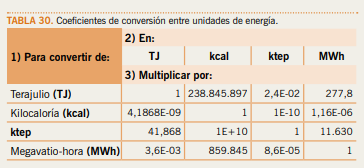 TABLA 30. Coeficientes de conversión entre unidades de energía.
2) En:
1) Para convertir de: TJ kcal ktep MWh
3) Multiplicar por:
Terajulio (TJ) 1 238.845.897 2,4E-02 277,8
Kilocaloría (kcal) 4,1868E-09 1 1E-10 1,16E-06
ktep 41,868 1E+10 1 11.630
Megavatio-hora (MWh) 3,6E-03 859.845 8,6E-05 1